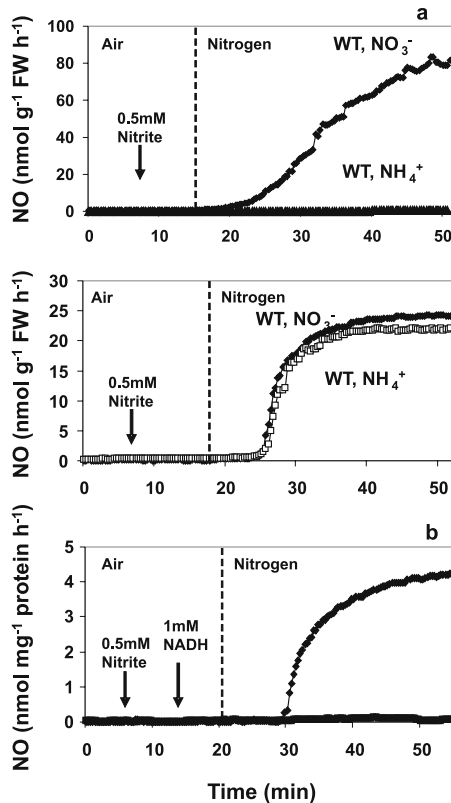 a
Air
Nitrogen
WT, NO₃⁻
0.5mM
Nitrite
WT, NH₄⁺
NO (nmol g⁻¹ FW h⁻¹)
100
80
60
40
20
0
0 10 20 30 40 50
Air
Nitrogen
WT, NO₃⁻
0.5mM
Nitrite
WT, NH₄⁺
NO (nmol g⁻¹ FW h⁻¹)
30
25
20
15
10
5
0
0 10 20 30 40 50
b
Air
Nitrogen
1mM
NADH
0.5mM
Nitrite
NO (nmol mg⁻¹ protein h⁻¹)
5
4
3
2
1
0
0 10 20 30 40 50
Time (min)